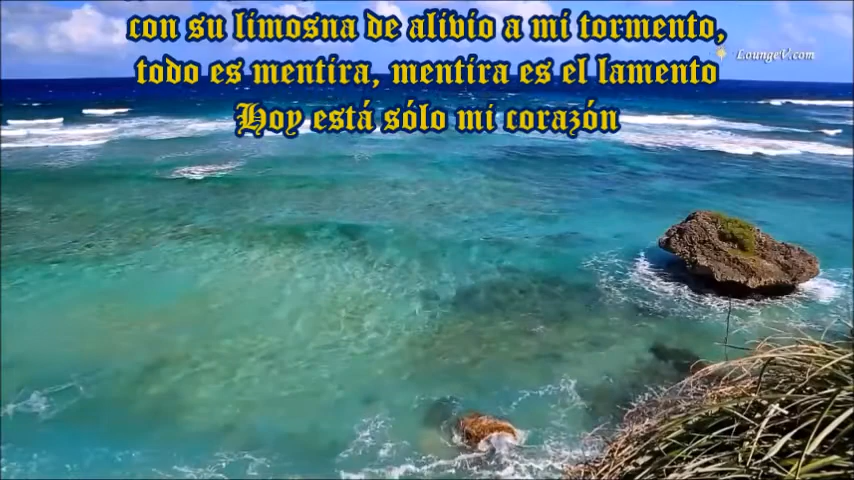 con su limosna de alivio a mi tormento,
LoungeV.com
todo es mentira, mentira es el lamento
Hoy está sólo mi corazón